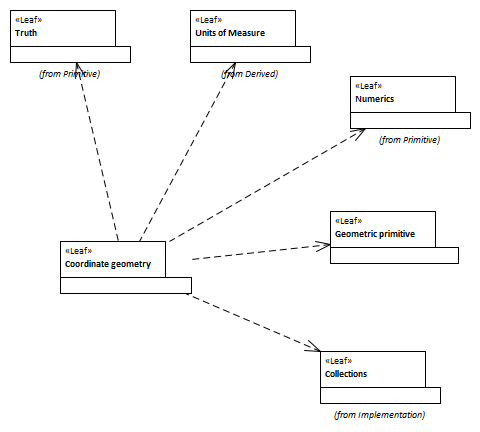 «Leaf»
Truth
(from Primitive)
«Leaf»
Units of Measure
(from Derived)
«Leaf»
Numerics
(from Primitive)
«Leaf»
Geometric primitive
«Leaf»
Coordinate geometry
«Leaf»
Collections
(from Implementation)